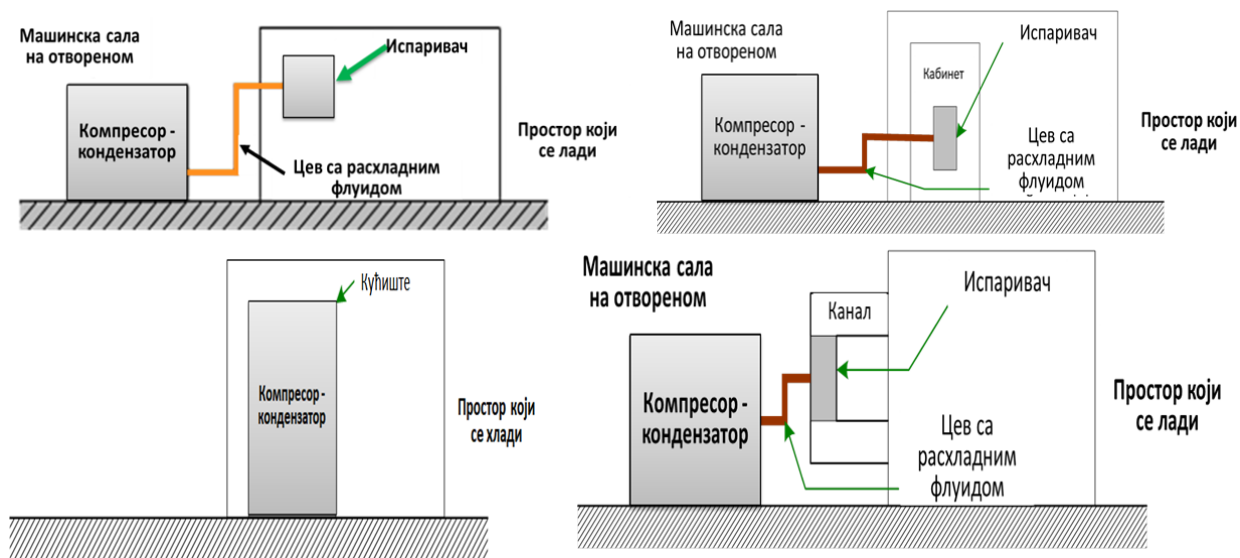 Машинска сала
на отвореном
Испаривач
Компресор -
кондензатор
Цев са расхладним
флуидом
Простор који
се лади
Машинска сала
на отвореном
Испаривач
Кабинет
Компресор -
кондензатор
Цев са
расхладним
флуидом
Простор који
се лади
Кућиште
Компресор-
кондензатор
Простор који
се хлади
Машинска сала
на отвореном
Испаривач
Канал
Компресор -
кондензатор
Цев са
расхладним
флуидом
Простор који
се лади